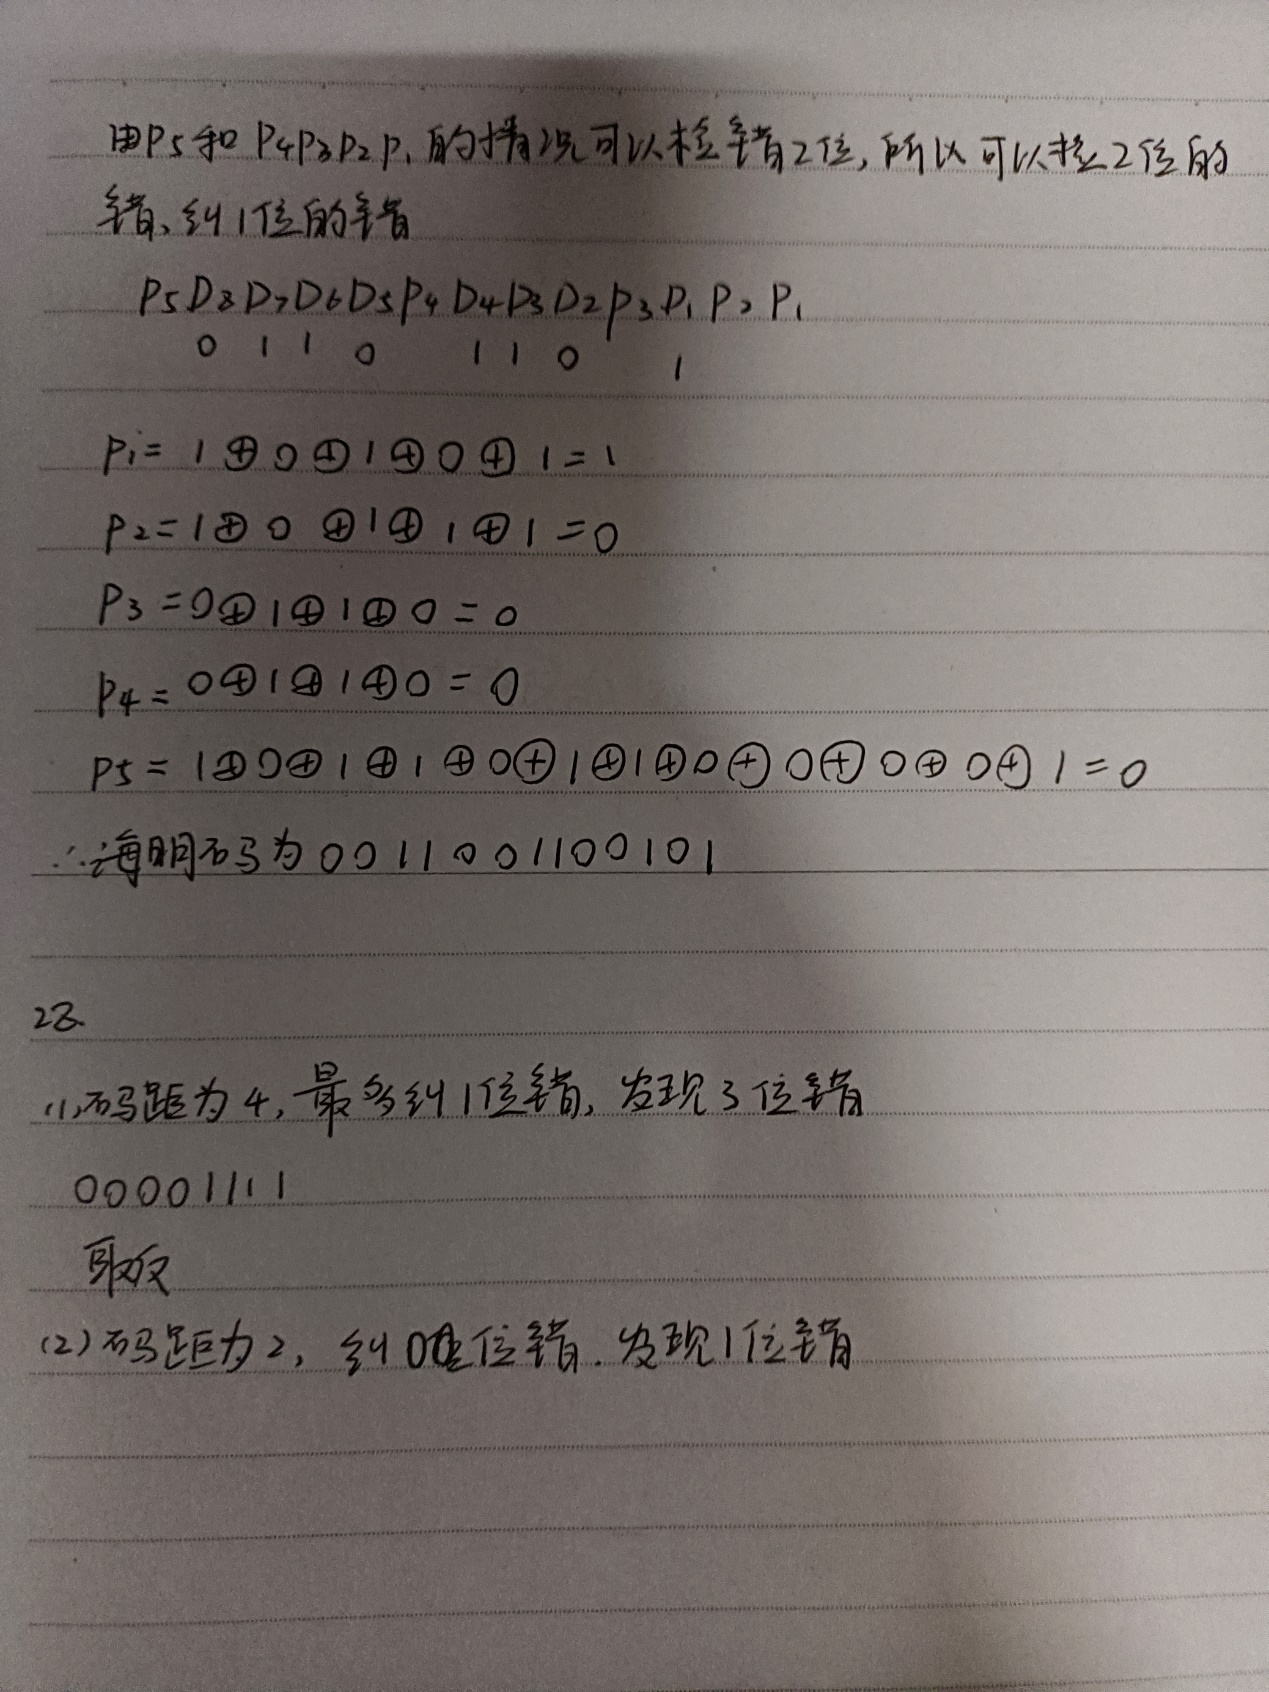 由P5和P4P3P2P1的情况可以检错2位,所以可以检2位的
错、纠1位的错
P5D8D7D6D5P4D4D3D2P3D1P2P1
0 1 1 0 1 1 0 1
P1= 1⊕0⊕1⊕0⊕1=1
P2=1⊕0⊕1⊕1⊕1=0
P3=0⊕1⊕1⊕0=0
P4=0⊕1⊕1⊕0=0
P5=1⊕0⊕1⊕1⊕0⊕1⊕1⊕0⊕0⊕0⊕0⊕1=0
∴海明码为0011001100101
28.
(1)码距为4,最多纠1位错,发现3位错
00001111
取反
(2)码距为2,纠0位错.发现1位错